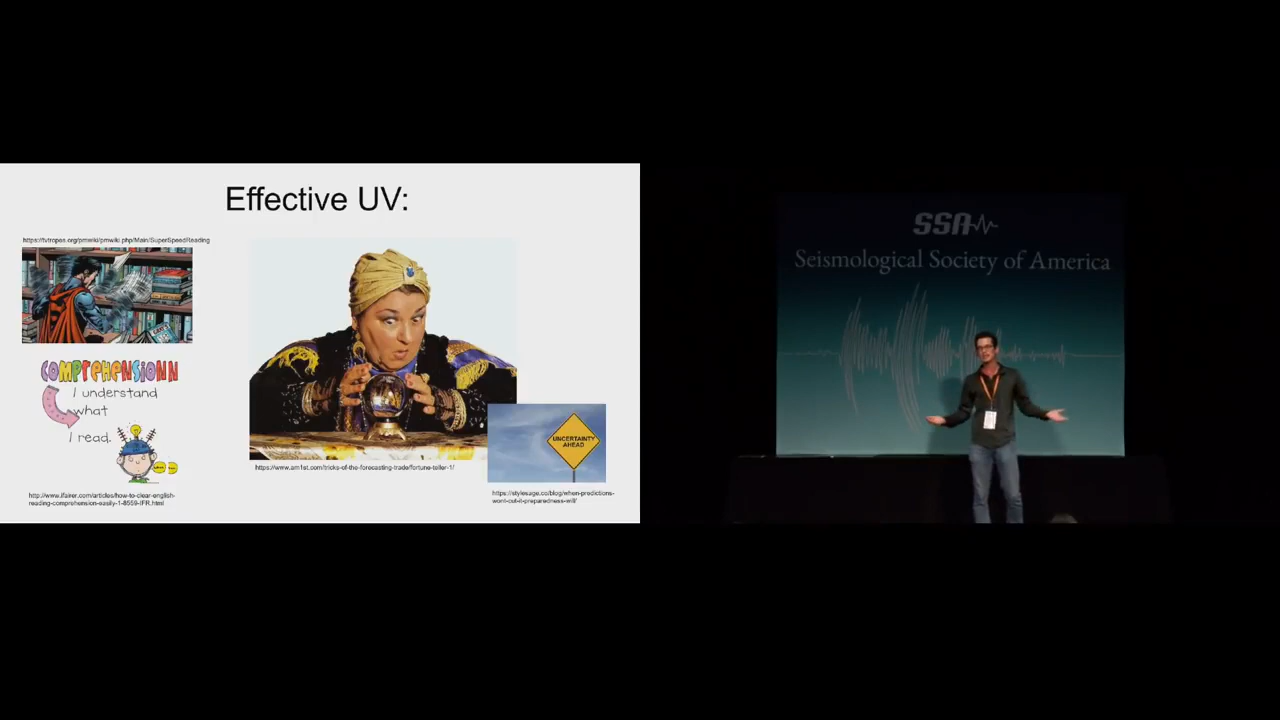 Effective UV:
https://tvtropes.org/pmwiki/pmwiki.php/Main/SuperSpeedReading
COMPREHENSIONN
I understand
what
I read.
http://www.ifairer.com/articles/how-to-clear-english-
reading-comprehension-easily-1-8559-IFR.html
https://www.am1st.com/tricks-of-the-forecasting-trade/fortune-teller-1/
UNCERTAINTY
AHEAD
https://stylesage.co/blog/when-predictions-
wont-cut-it-preparedness-will/
SSA
Seismological Society of America